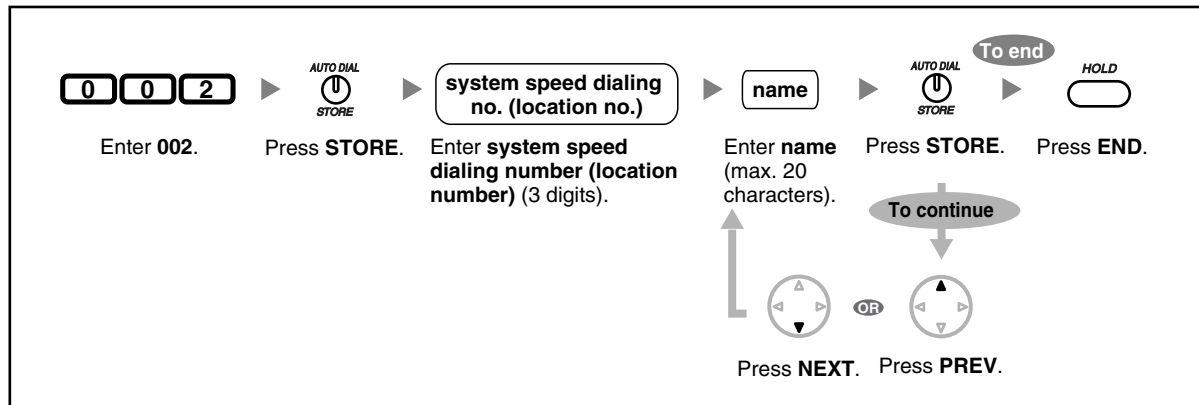 To end
0 0 2
AUTO DIAL
STORE
system speed dialing
no. (location no.)
name
AUTO DIAL
STORE
HOLD
Enter 002.
Press STORE.
Enter system speed
dialing number (location
number) (3 digits).
Enter name
(max. 20
characters).
Press STORE.
Press END.
To continue
OR
Press NEXT.
Press PREV.